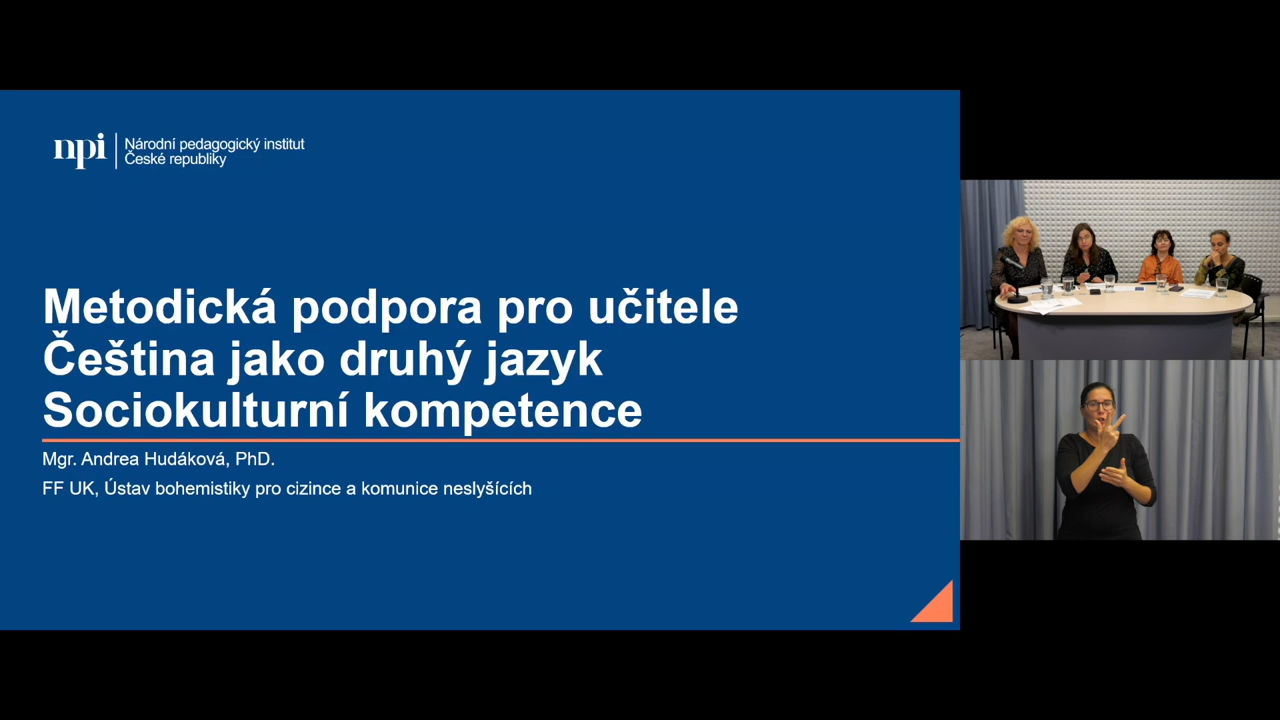 npi
Národní pedagogický institut
České republiky
Metodická podpora pro učitele
Čeština jako druhý jazyk
Sociokulturní kompetence
Mgr. Andrea Hudáková, PhD.
FF UK, Ústav bohemistiky pro cizince a komunice neslyšících